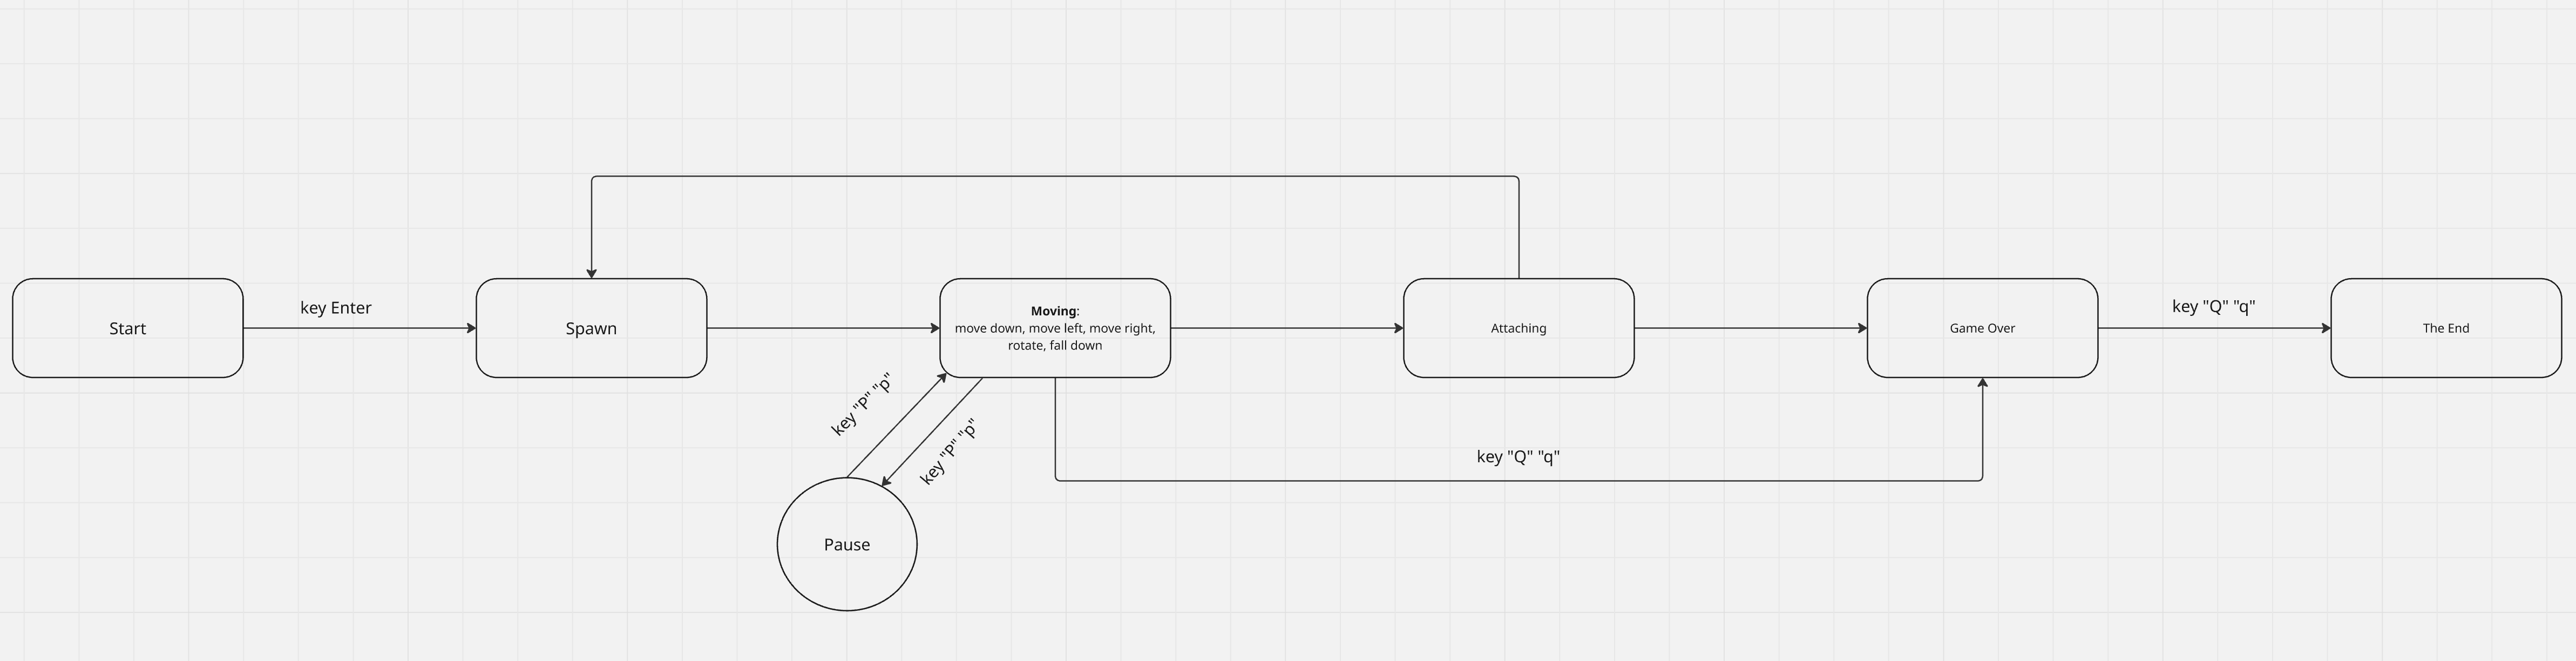 Start
key Enter
Spawn
Moving:
move down, move left, move right,
rotate, fall down
Attaching
Game Over
key "Q" "q"
The End
key "P" "p"
key "P" "p"
key "Q" "q"
Pause